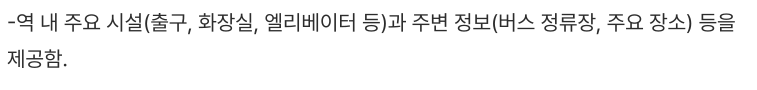 -역 내 주요 시설(출구, 화장실, 엘리베이터 등)과 주변 정보(버스 정류장, 주요 장소) 등을
제공함.